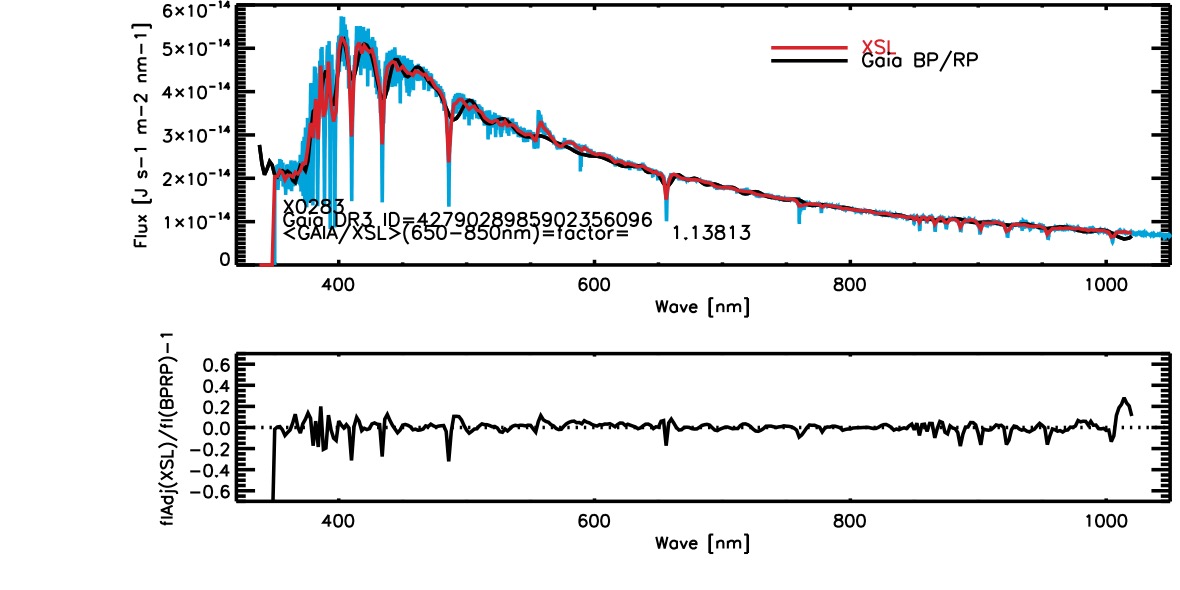 6×10−14
5×10−14
4×10−14
3×10−14
2×10−14
1×10−14
0
Flux [J s−1 m−2 nm−1]
XSL
Gaia BP/RP
X0283
Gaia DR3 ID=4279028985902356096
<GAIA/XSL>(650−850nm)=factor= 1.13813
400 600 800 1000
Wave [nm]
flAdj(XSL)/fl(BPRP)−1
0.6
0.4
0.2
0.0
−0.2
−0.4
−0.6
400 600 800 1000
Wave [nm]